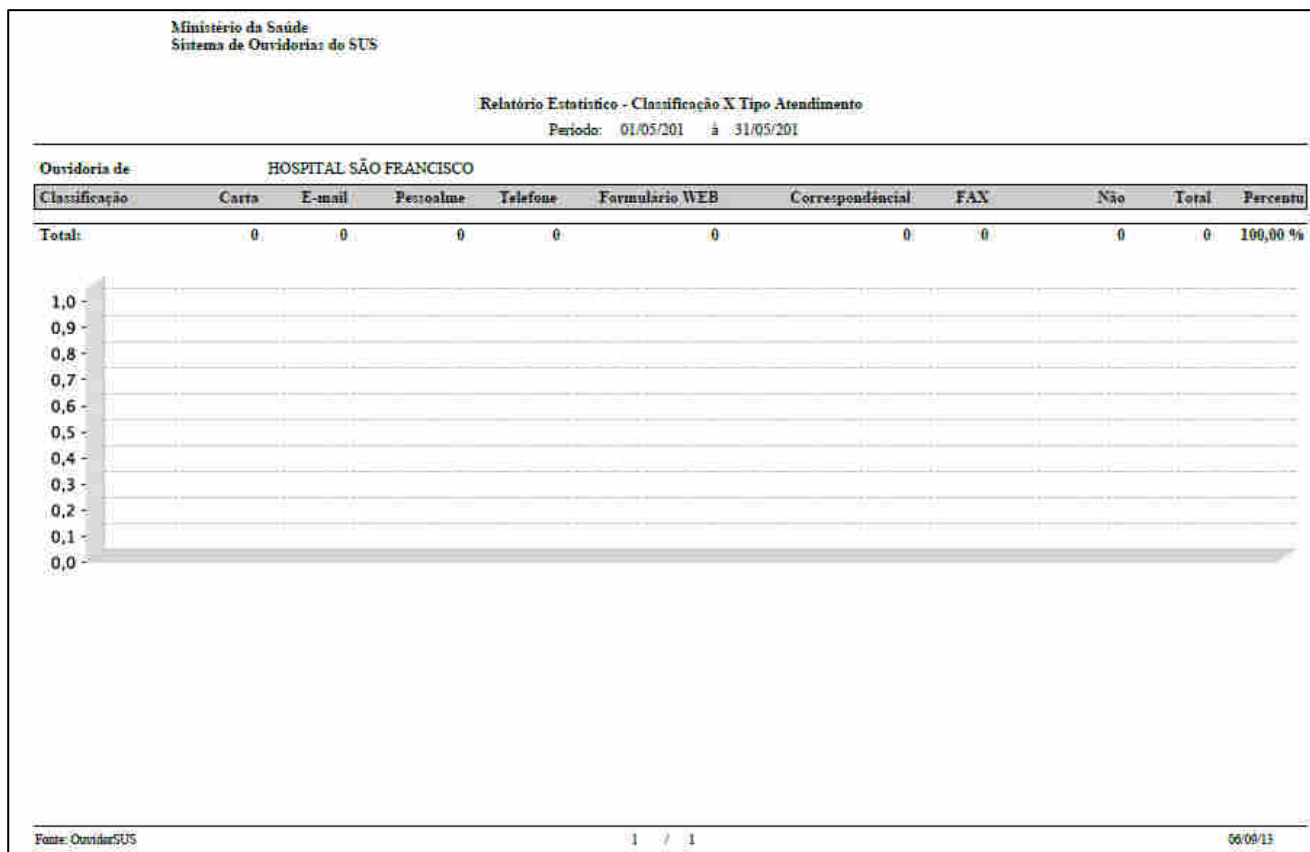 Ministério da Saúde
Sistema de Ouvidorias do SUS
Relatório Estatístico - Classificação X Tipo Atendimento
Período: 01/05/201 à 31/05/201
Ouvidoria de HOSPITAL SÃO FRANCISCO
Classificação Carta E-mail Pessoalme Telefone Formulário WEB Correspondêncial FAX Não Total Percentu
Total: 0 0 0 0 0 0 0 0 0 100,00 %
1,0
0,9
0,8
0,7
0,6
0,5
0,4
0,3
0,2
0,1
0,0
Fonte: OuvidorSUS 1 / 1 06/09/13